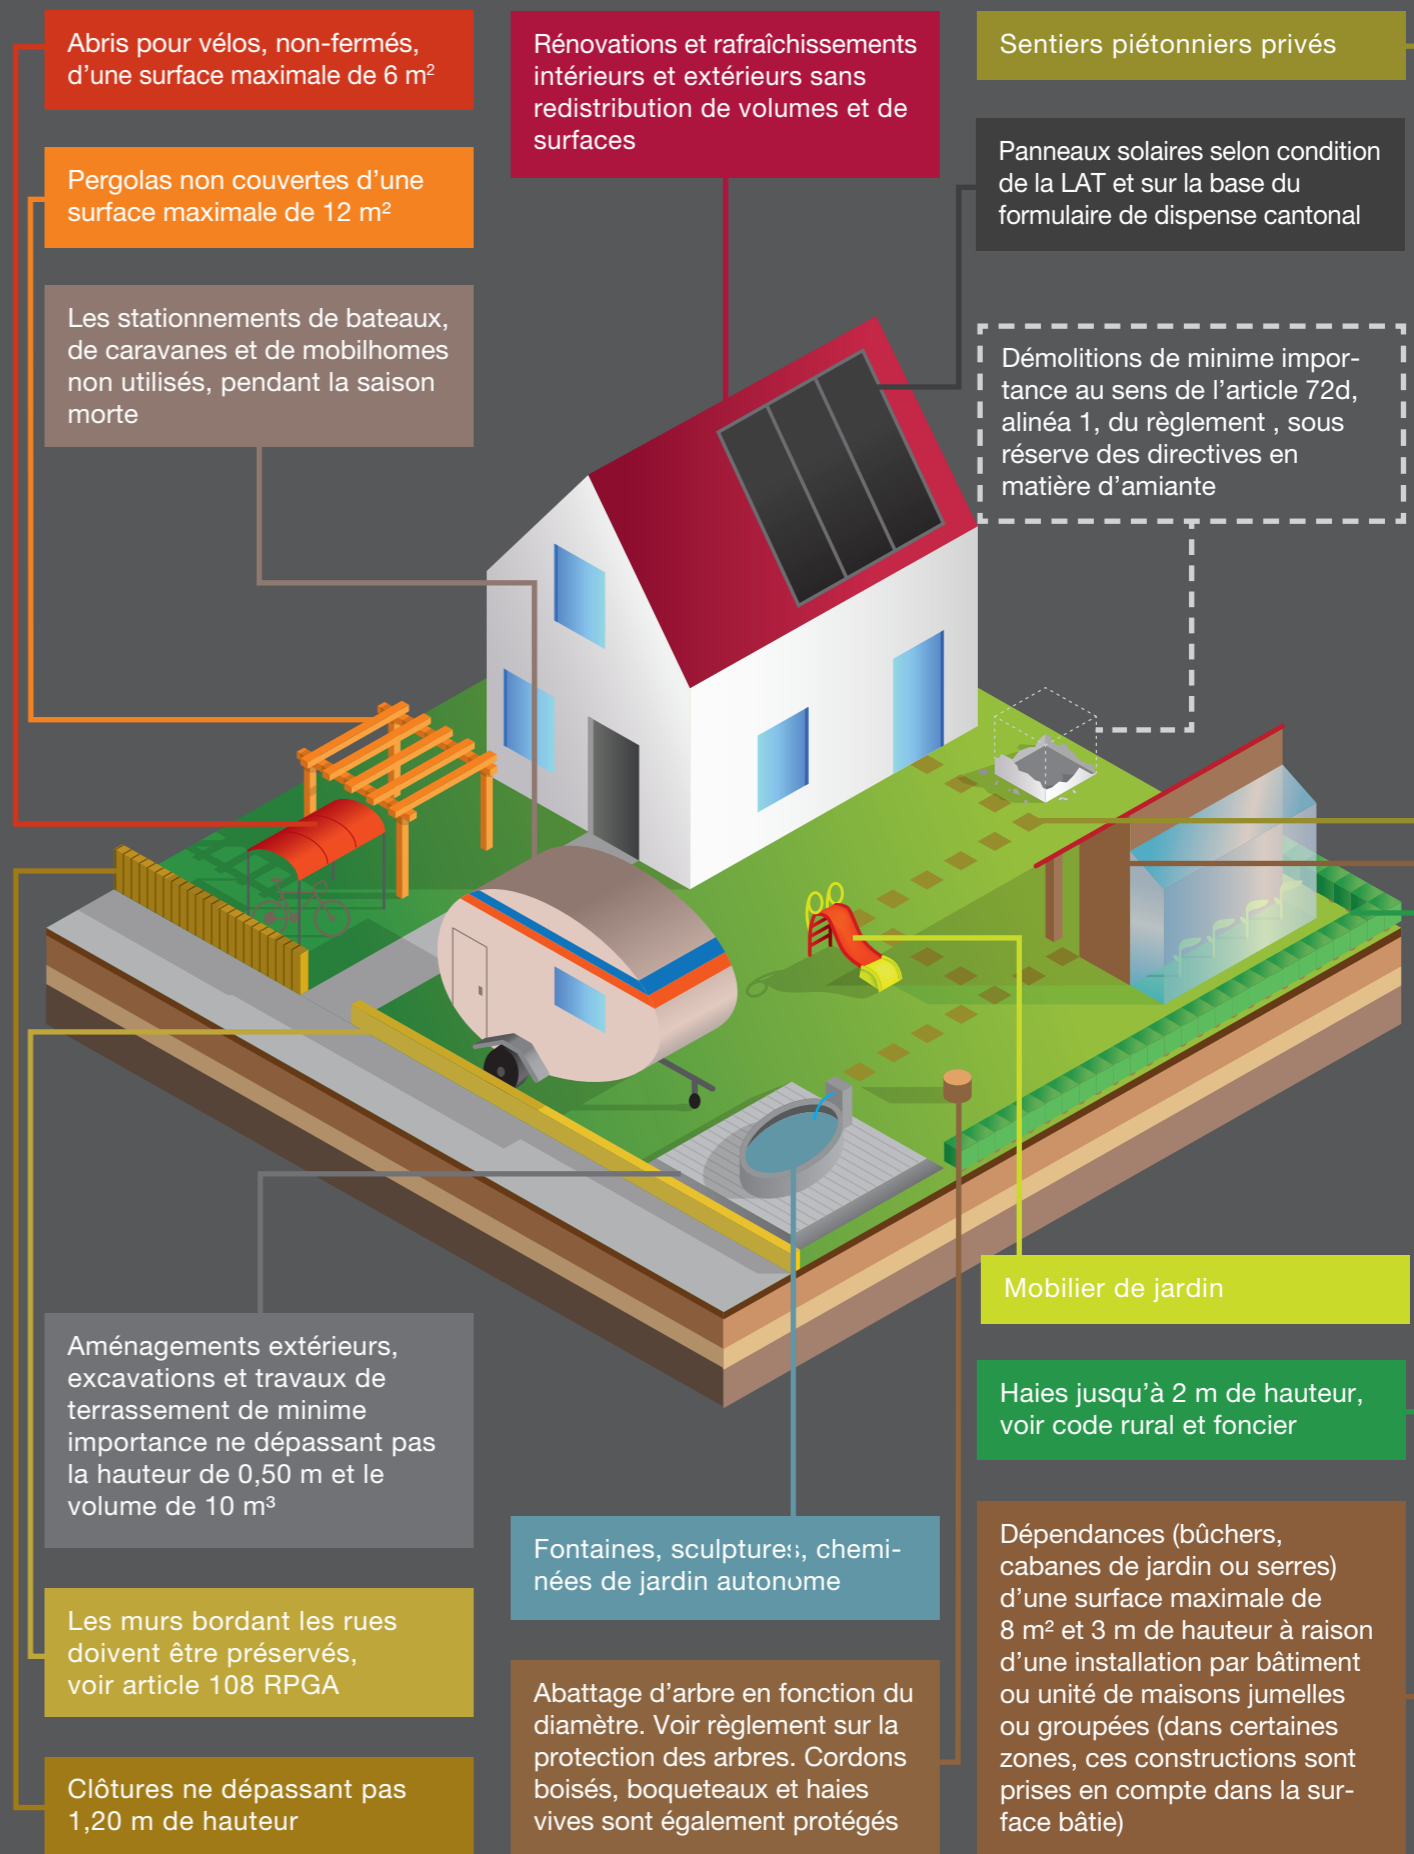 Abris pour vélos, non-fermés,
d'une surface maximale de 6 m²
Pergolas non couvertes d'une
surface maximale de 12 m²
Les stationnements de bateaux,
de caravanes et de mobilhomes
non utilisés, pendant la saison
morte
Rénovations et rafraîchissements
intérieurs et extérieurs sans
redistribution de volumes et de
surfaces
Sentiers piétonniers privés
Panneaux solaires selon condition
de la LAT et sur la base du
formulaire de dispense cantonal
Démolitions de minime impor-
tance au sens de l'article 72d,
alinéa 1, du règlement , sous
réserve des directives en
matière d'amiante
Aménagements extérieurs,
excavations et travaux de
terrassement de minime
importance ne dépassant pas
la hauteur de 0,50 m et le
volume de 10 m³
Les murs bordant les rues
doivent être préservés,
voir article 108 RPGA
Clôtures ne dépassant pas
1,20 m de hauteur
Fontaines, sculptures, chemi-
nées de jardin autonome
Abattage d'arbre en fonction du
diamètre. Voir règlement sur la
protection des arbres. Cordons
boisés, boqueteaux et haies
vives sont également protégés
Mobilier de jardin
Haies jusqu'à 2 m de hauteur,
voir code rural et foncier
Dépendances (bûchers,
cabanes de jardin ou serres)
d'une surface maximale de
8 m² et 3 m de hauteur à raison
d'une installation par bâtiment
ou unité de maisons jumelles
ou groupées (dans certaines
zones, ces constructions sont
prises en compte dans la sur-
face bâtie)